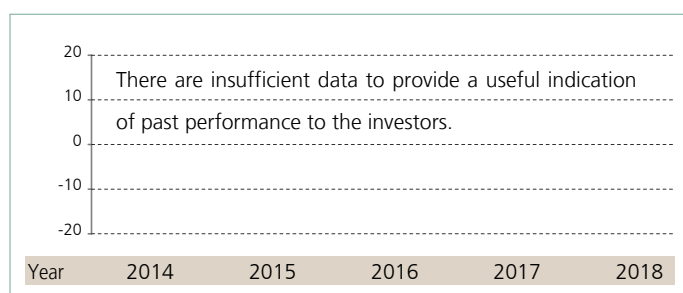 20
There are insufficient data to provide a useful indication
10
of past performance to the investors.
0
-10
-20
Year 2014 2015 2016 2017 2018